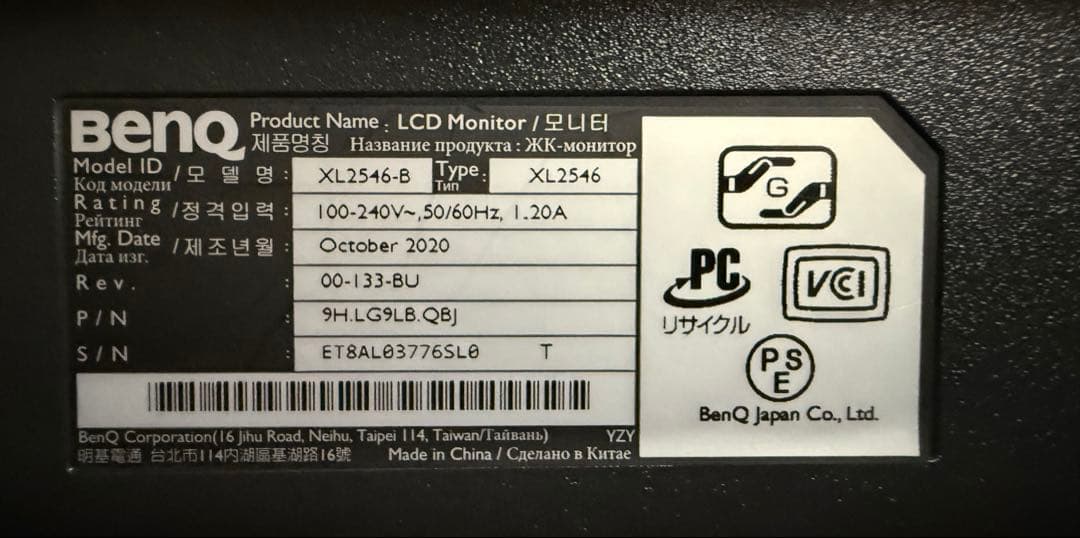 BenQ
Product Name : LCD Monitor / 모니터
제품명칭 Название продукта : ЖК-монитор
Model ID / 모 델 명 : XL2546-B Type : XL2546
Код модели Тип
Rating / 정격입력 : 100-240V~,50/60Hz, 1.20A
Рейтинг
Mfg. Date / 제조년월 : October 2020
Дата изг.
Rev. : 00-133-BU
P/N : 9H.LG9LB.QBJ
S/N : ET8AL03776SL0 T
BenQ Corporation(16 Jihu Road, Neihu, Taipei 114, Taiwan/Тайвань) YZY
明基電通 台北市114內湖區基湖路16號 Made in China / Сделано в Китае
G
PC
リサイクル
VCI
PSE
BenQ Japan Co., Ltd.